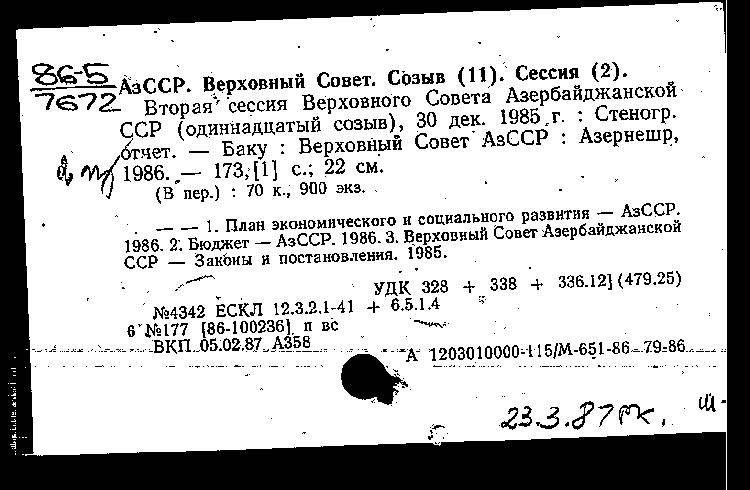 86-5
7672
АзССР. Верховный Совет. Созыв (11). Сессия (2).
Вторая сессия Верховного Совета Азербайджанской
ССР (одиннадцатый созыв), 30 дек. 1985 г. : Стеногр.
отчет. — Баку : Верховный Совет АзССР : Азернешр,
1986. — 173, [1] с.; 22 см.
(В пер.) : 70 к., 900 экз.
— — 1. План экономического и социального развития — АзССР.
1986. 2. Бюджет — АзССР. 1986. 3. Верховный Совет Азербайджанской
ССР — Законы и постановления. 1985.
УДК 328 + 338 + 336.12] (479.25)
№4342 ЕСКЛ 12.3.2.1-41 + 6.5.1.4
6 №177 [86-100236] п вс
ВКП 05.02.87 А358
А 1203010000-115/М-651-86 79-86
23.3.87